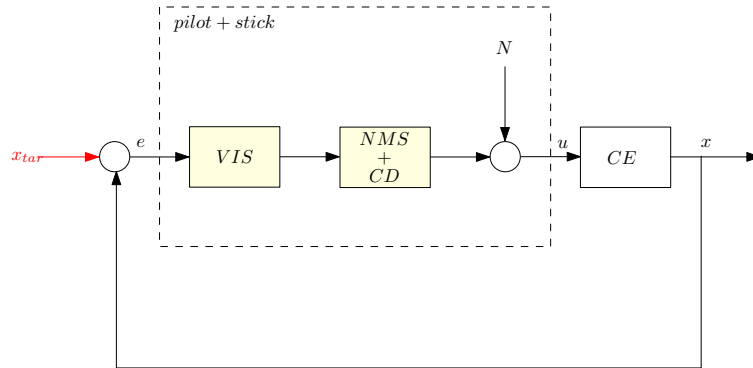 pilot + stick
N
x_tar
e
VIS
NMS
+
CD
u
CE
x